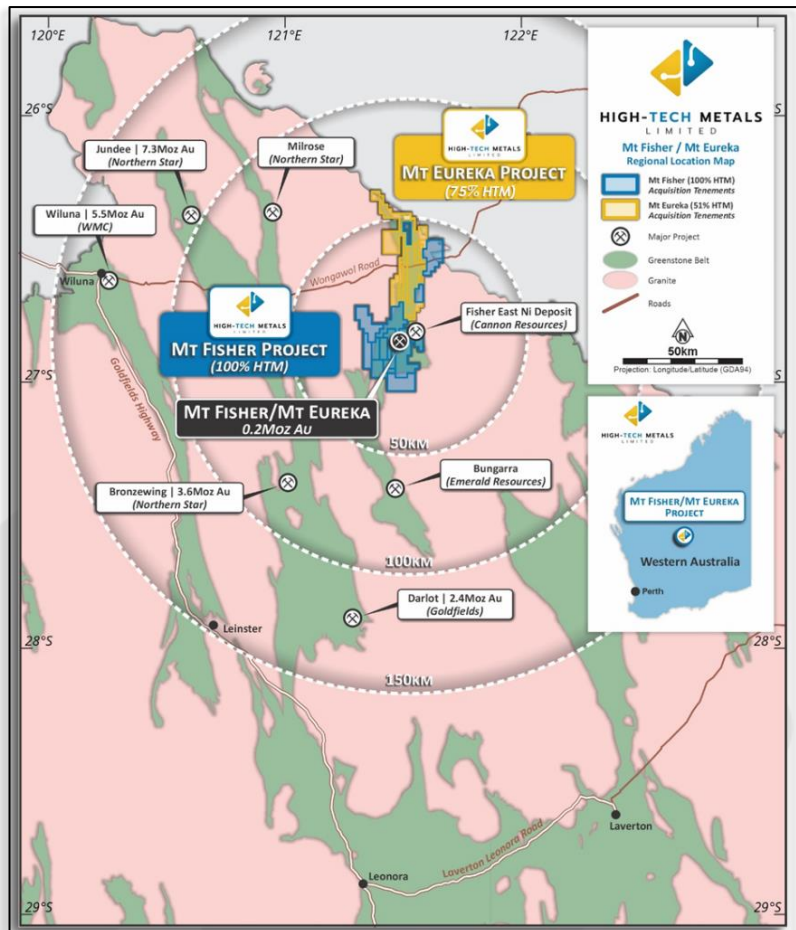 120°E
121°E
122°E
26°S
27°S
28°S
28°S
29°S
29°S
Jundee | 7.3Moz Au
(Northern Star)
Milrose
(Northern Star)
HIGH-TECH METALS
LIMITED
MT EUREKA PROJECT
(75% HTM)
Wiluna | 5.5Moz Au
(WMC)
Wiluna
Wongawol Road
HIGH-TECH METALS
LIMITED
MT FISHER PROJECT
(100% HTM)
Fisher East Ni Deposit
(Cannon Resources)
MT FISHER/MT EUREKA
0.2Moz Au
Goldfields Highway
50KM
Bronzewing | 3.6Moz Au
(Northern Star)
Bungarra
(Emerald Resources)
100KM
Darlot | 2.4Moz Au
(Goldfields)
Leinster
150KM
Laverton
Laverton Leonora Road
Leonora
HIGH-TECH METALS
LIMITED
Mt Fisher / Mt Eureka
Regional Location Map
Mt Fisher (100% HTM)
Acquisition Tenements
Mt Eureka (51% HTM)
Acquisition Tenements
Major Project
Greenstone Belt
Granite
Roads
N
50km
Projection: Longitude/Latitude (GDA94)
HIGH-TECH METALS
LIMITED
MT FISHER/MT EUREKA
PROJECT
Western Australia
Perth